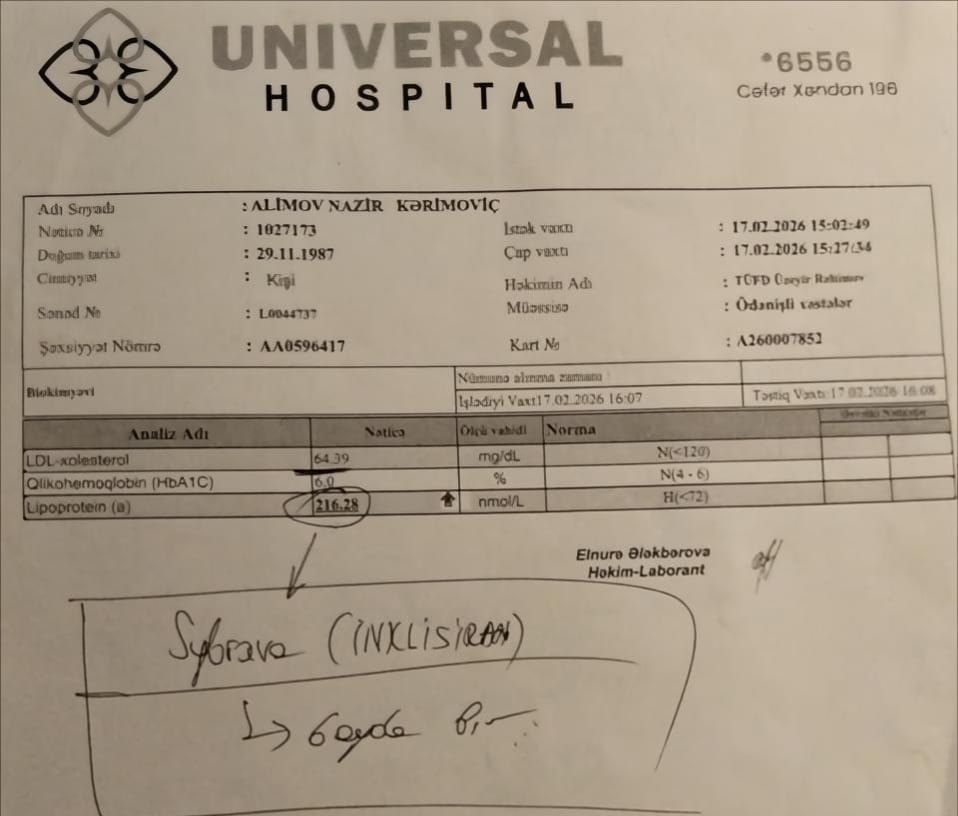 UNIVERSAL
HOSPITAL
*6556
Cəfər Xəndan 196
Adı Soyadı : ALİMOV NAZİR KƏRİMOVİÇ
Nəticə № : 1027173
İstək vaxtı : 17.02.2026 15:02:49
Doğum tarixi : 29.11.1987
Çap vaxtı : 17.02.2026 15:27:34
Cinsiyyət : Kişi
Həkimin Adı : TÜFD Üzeyir
Sənəd № : L0044737
Müəssisə : Ödənişli xəstələr
Şəxsiyyət Nömrə : AA0596417
Kart № : A260007852
Biokimyəvi
Nümunə alınma zamanı
İşlədiyi Vaxt17.02.2026 16:07
Təstiq Vaxtı:17.02.2026 16:08
Analiz Adı Nəticə Ölçü vahidi Norma
LDL-xolesterol 64.39 mg/dL N(<120)
Qlikohemoqlobin (HbA1C) 6.0 % N(4 - 6)
Lipoprotein (a) 216.28 nmol/L H(<72)
Elnurə Ələkbərova
Həkim-Laborant
Sybrava (İNKLİSİRAN)
6 ayda